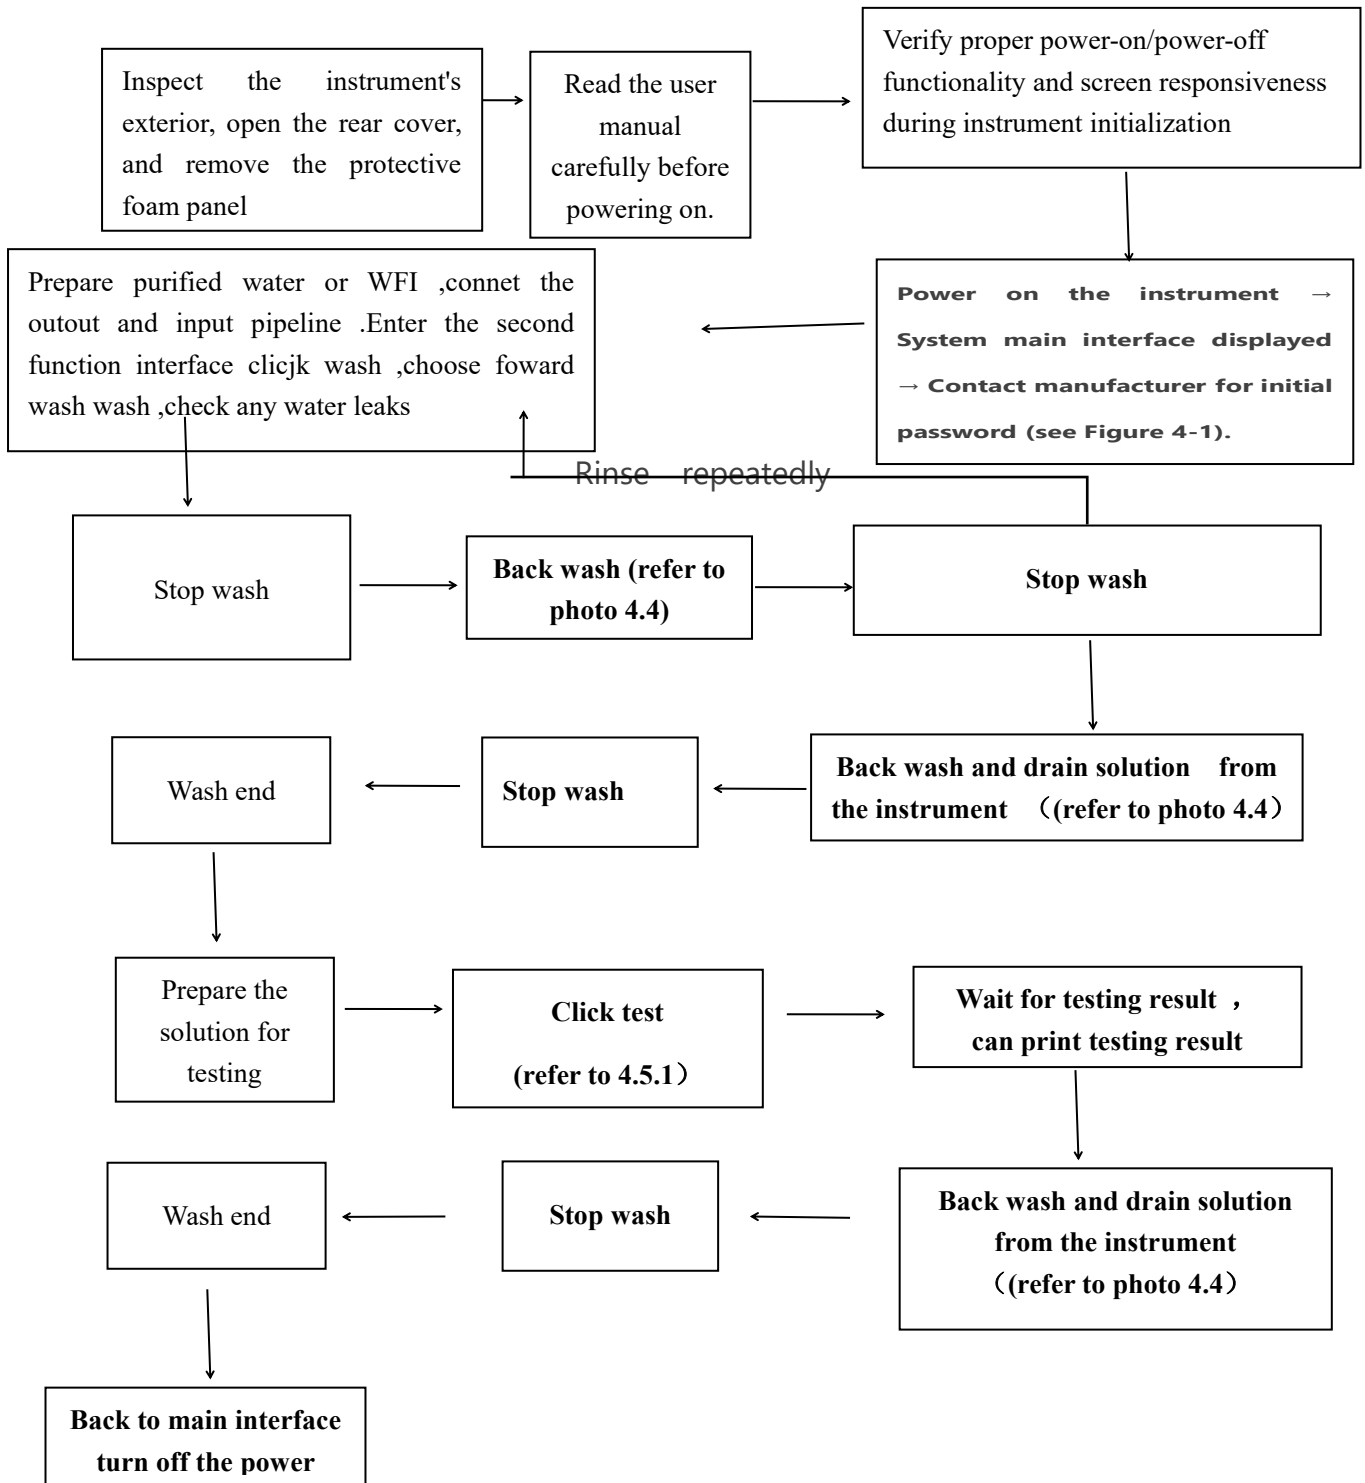 Inspect the instrument's
exterior, open the rear cover,
and remove the protective
foam panel
Read the user
manual
carefully before
powering on.
Verify proper power-on/power-off
functionality and screen responsiveness
during instrument initialization
Power on the instrument →
System main interface displayed
→ Contact manufacturer for initial
password (see Figure 4-1).
Prepare purified water or WFI ,connet the
outout and input pipeline .Enter the second
function interface clicjk wash ,choose foward
wash wash ,check any water leaks
Rinse repeatedly
Stop wash
Back wash (refer to
photo 4.4)
Stop wash
Back wash and drain solution from
the instrument （(refer to photo 4.4）
Stop wash
Wash end
Prepare the
solution for
testing
Click test
(refer to 4.5.1）
Wait for testing result ，
can print testing result
Back wash and drain solution
from the instrument
（(refer to photo 4.4）
Stop wash
Wash end
Back to main interface
turn off the power